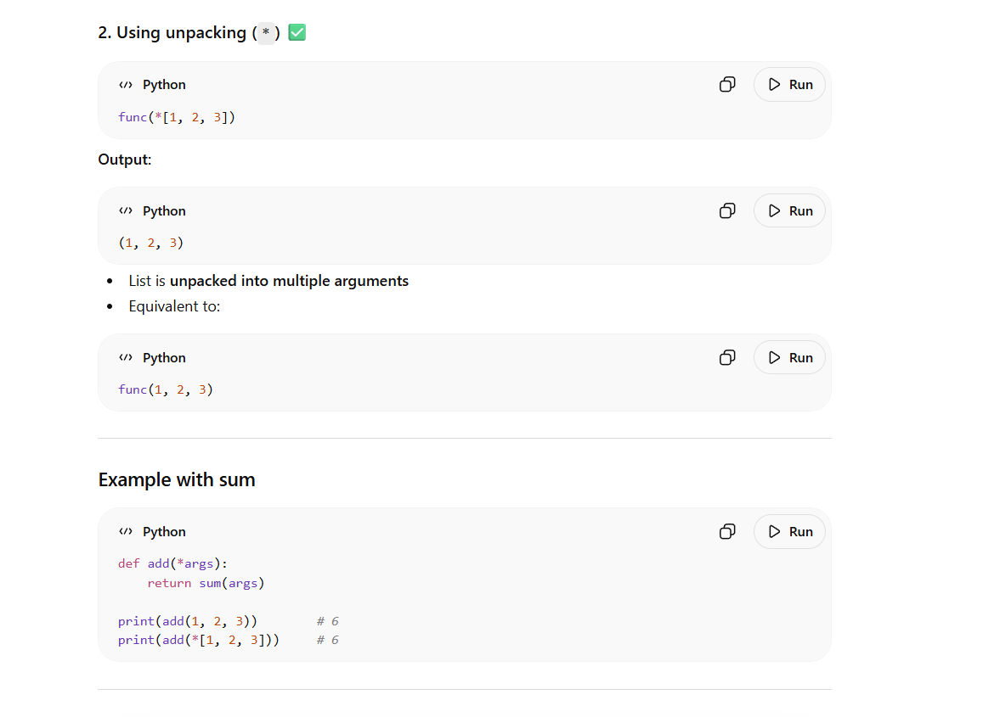 2. Using unpacking ( * ) ✅
Python
Run
func(*[1, 2, 3])
Output:
Python
Run
(1, 2, 3)
• List is unpacked into multiple arguments
• Equivalent to:
Python
Run
func(1, 2, 3)
Example with sum
Python
Run
def add(*args):
    return sum(args)
print(add(1, 2, 3))        # 6
print(add(*[1, 2, 3]))     # 6